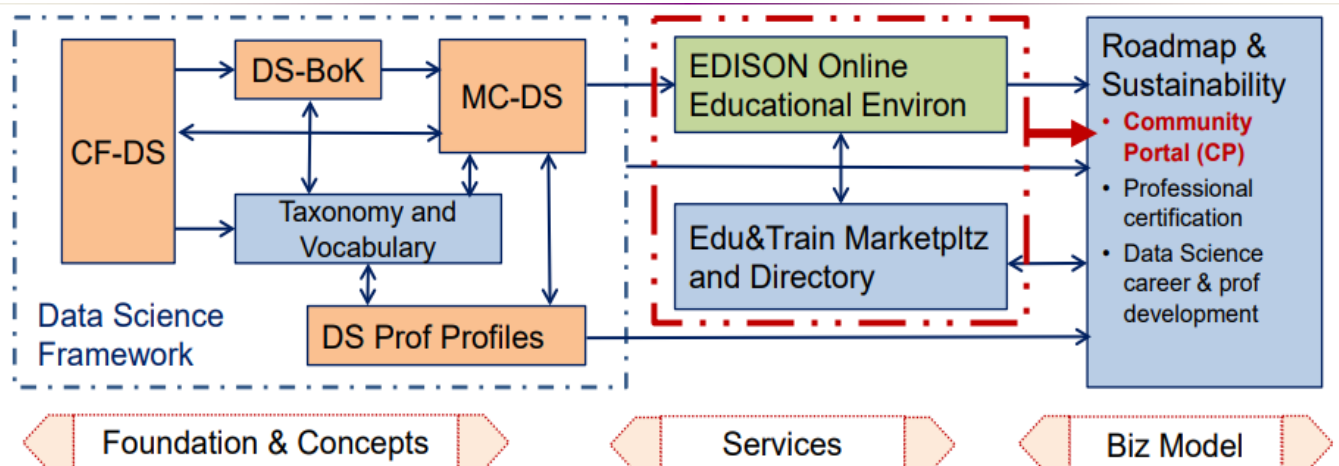 CF-DS
DS-BoK
MC-DS
Taxonomy and
Vocabulary
DS Prof Profiles
Data Science
Framework
EDISON Online
Educational Environ
Edu&Train Marketpltz
and Directory
Roadmap &
Sustainability
• Community
Portal (CP)
• Professional
certification
• Data Science
career & prof
development
Foundation & Concepts
Services
Biz Model